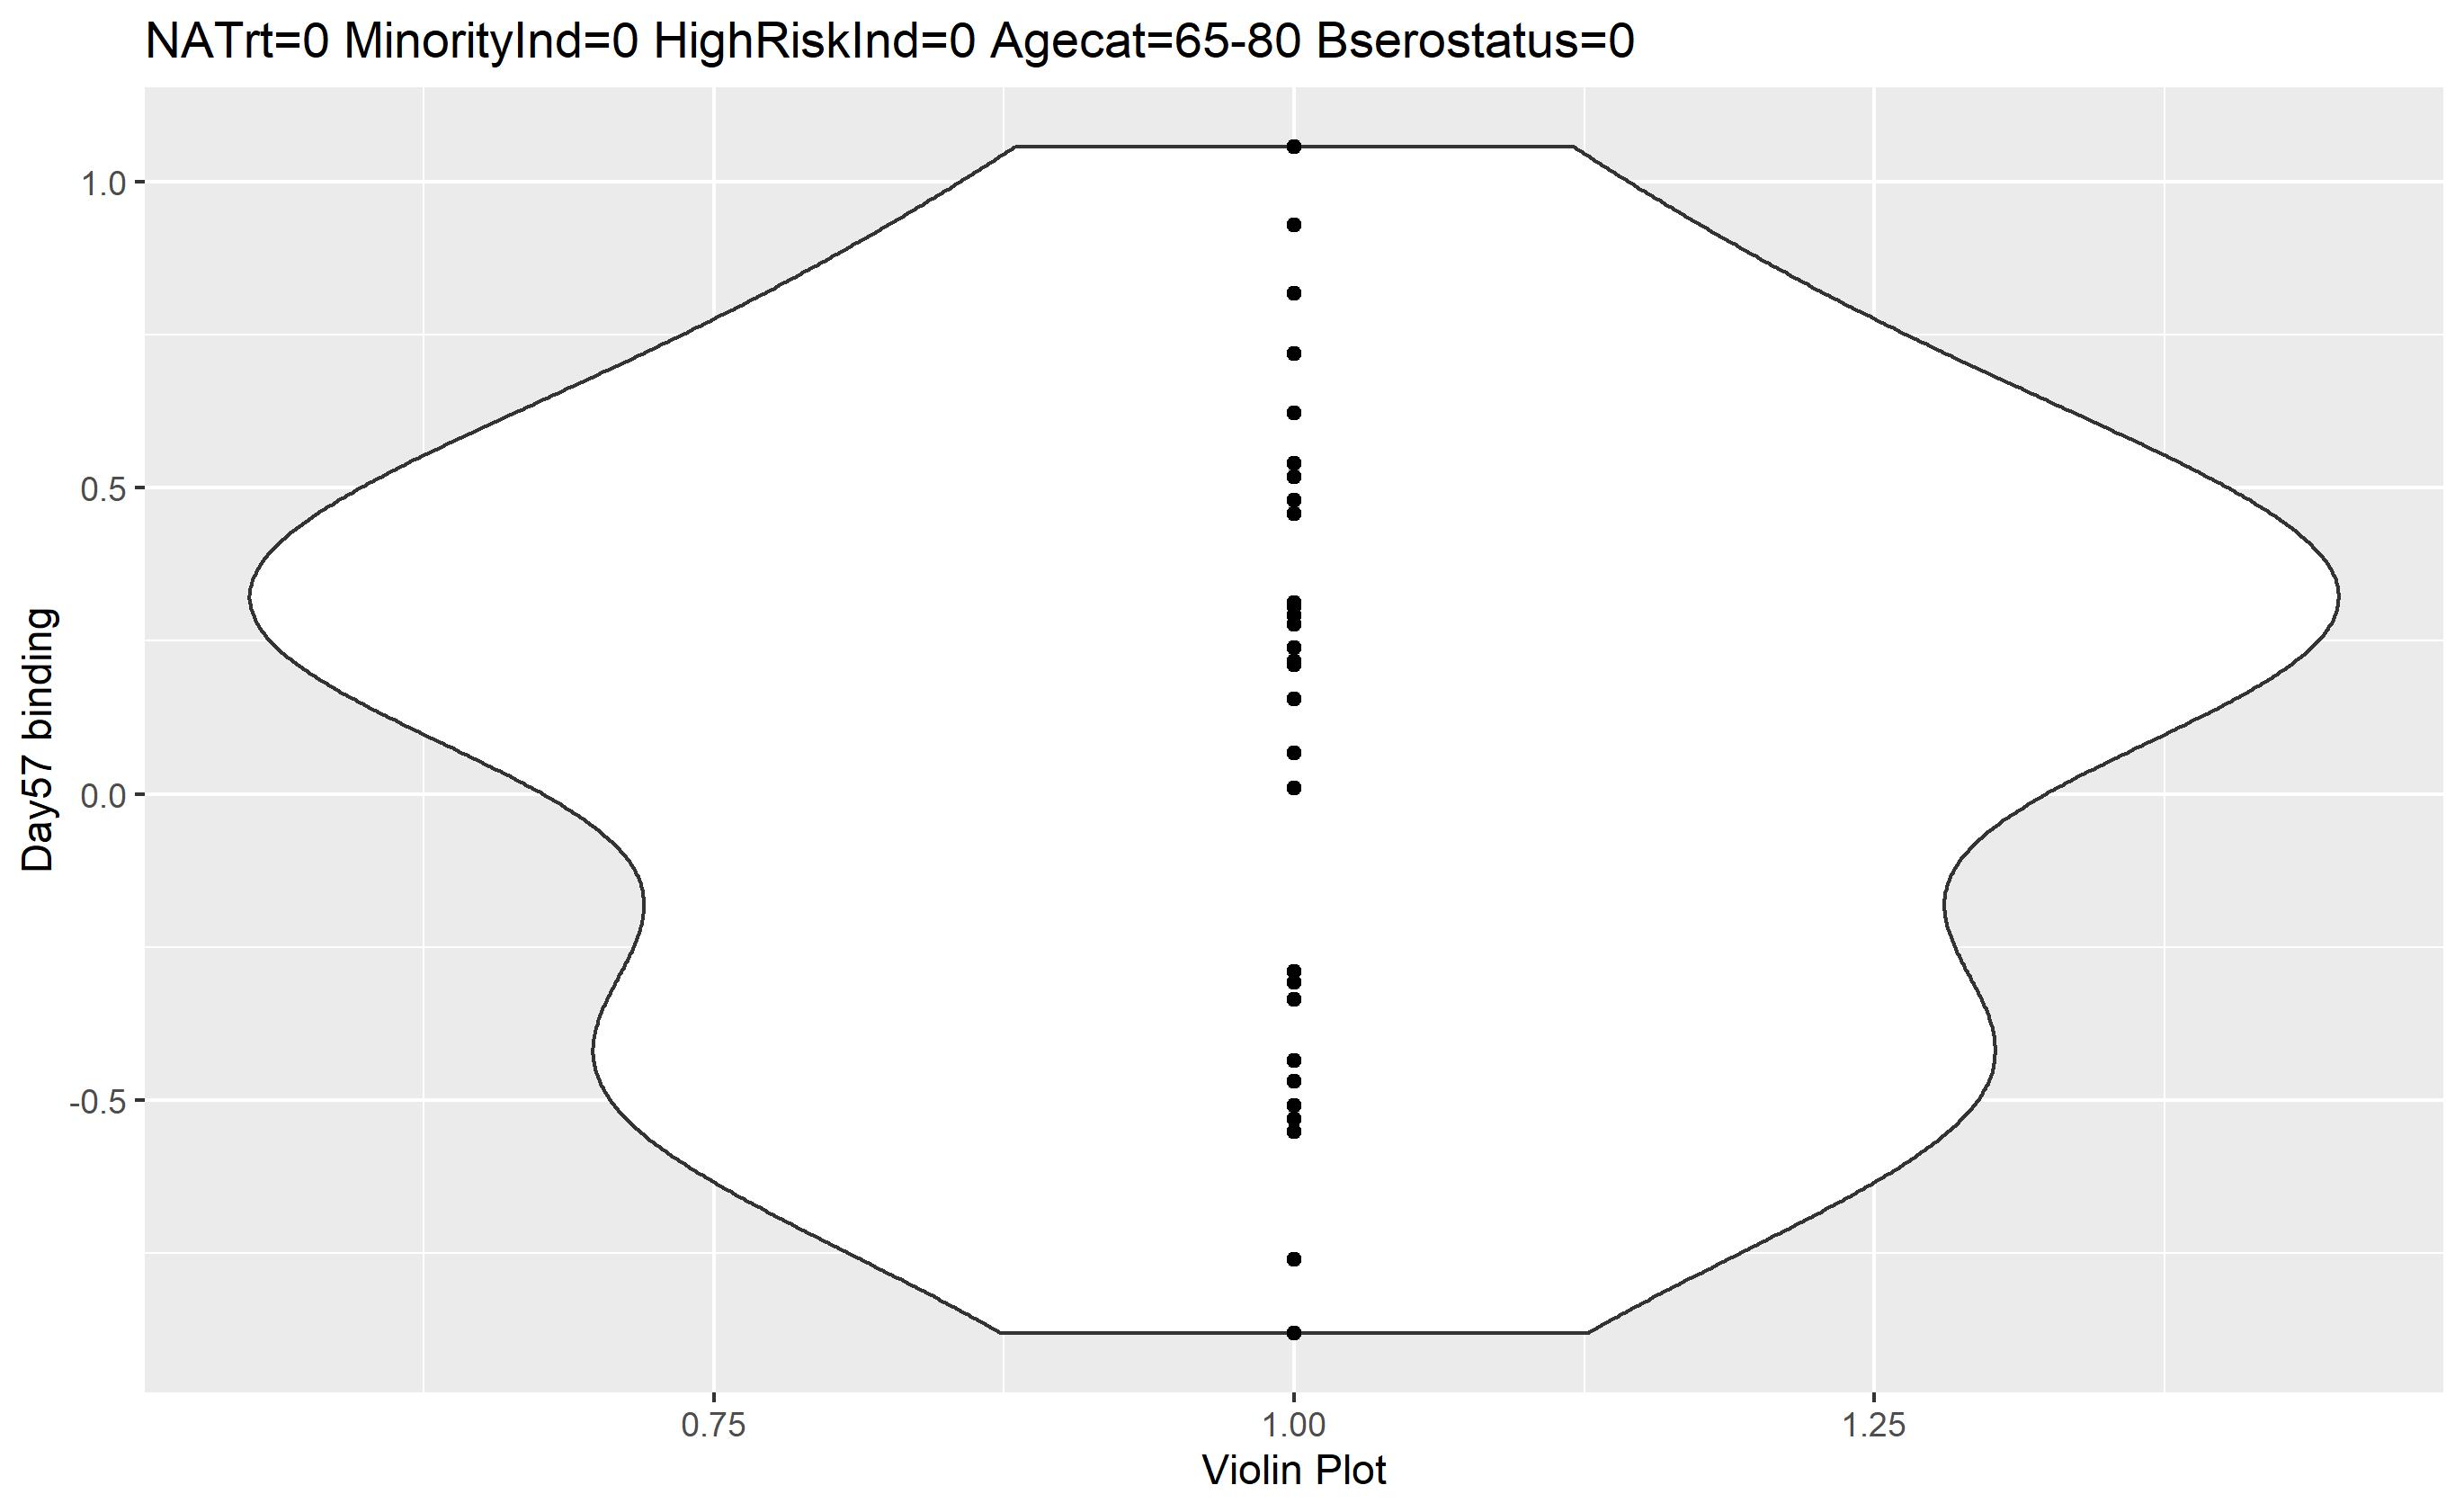 NATrt=0 MinorityInd=0 HighRiskInd=0 Agecat=65-80 Bserostatus=0
1.0
0.5
0.0
-0.5
Day57 binding
0.75 1.00 1.25
Violin Plot